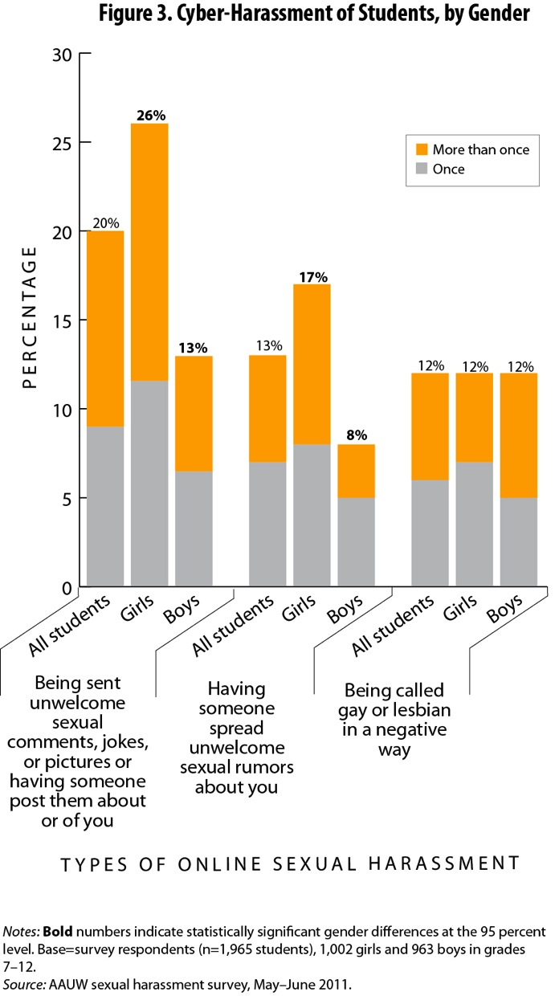 Figure 3. Cyber-Harassment of Students, by Gender
30
25
20
15
10
5
0
PERCENTAGE
More than once
Once
20%
26%
13%
13%
17%
8%
12%
12%
12%
All students
Girls
Boys
All students
Girls
Boys
All students
Girls
Boys
Being sent
unwelcome
sexual
comments, jokes,
or pictures or
having someone
post them about
or of you
Having
someone
spread
unwelcome
sexual rumors
about you
Being called
gay or lesbian
in a negative
way
TYPES OF ONLINE SEXUAL HARASSMENT
Notes: Bold numbers indicate statistically significant gender differences at the 95 percent
level. Base=survey respondents (n=1,965 students), 1,002 girls and 963 boys in grades
7–12.
Source: AAUW sexual harassment survey, May–June 2011.